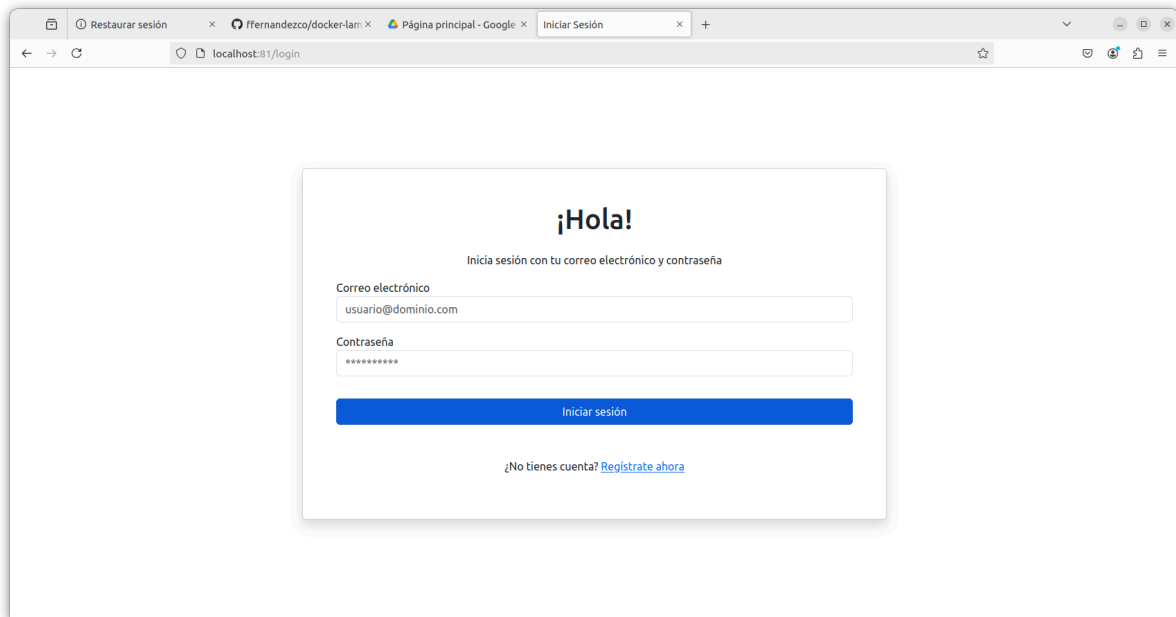 Restaurar sesión
ffernandezco/docker-lam
Página principal - Google
Iniciar Sesión
localhost:81/login
¡Hola!
Inicia sesión con tu correo electrónico y contraseña
Correo electrónico
usuario@dominio.com
Contraseña
**********
Iniciar sesión
¿No tienes cuenta? Regístrate ahora